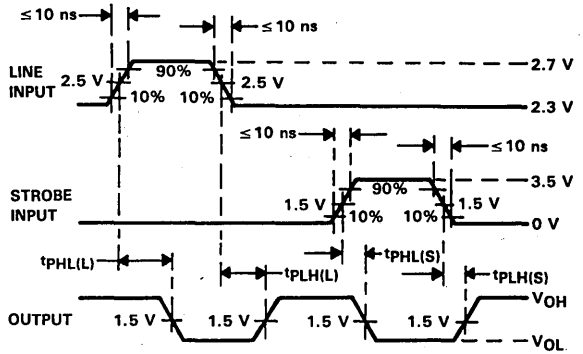 ≤10 ns
≤10 ns
LINE
INPUT
2.5 V
90%
10%
10%
2.5 V
2.7 V
2.3 V
≤10 ns
≤10 ns
STROBE
INPUT
1.5 V
90%
10%
10%
1.5 V
3.5 V
0 V
tPHL(L)
tPLH(L)
tPHL(S)
tPLH(S)
OUTPUT
1.5 V
1.5 V
1.5 V
1.5 V
VOH
VOL